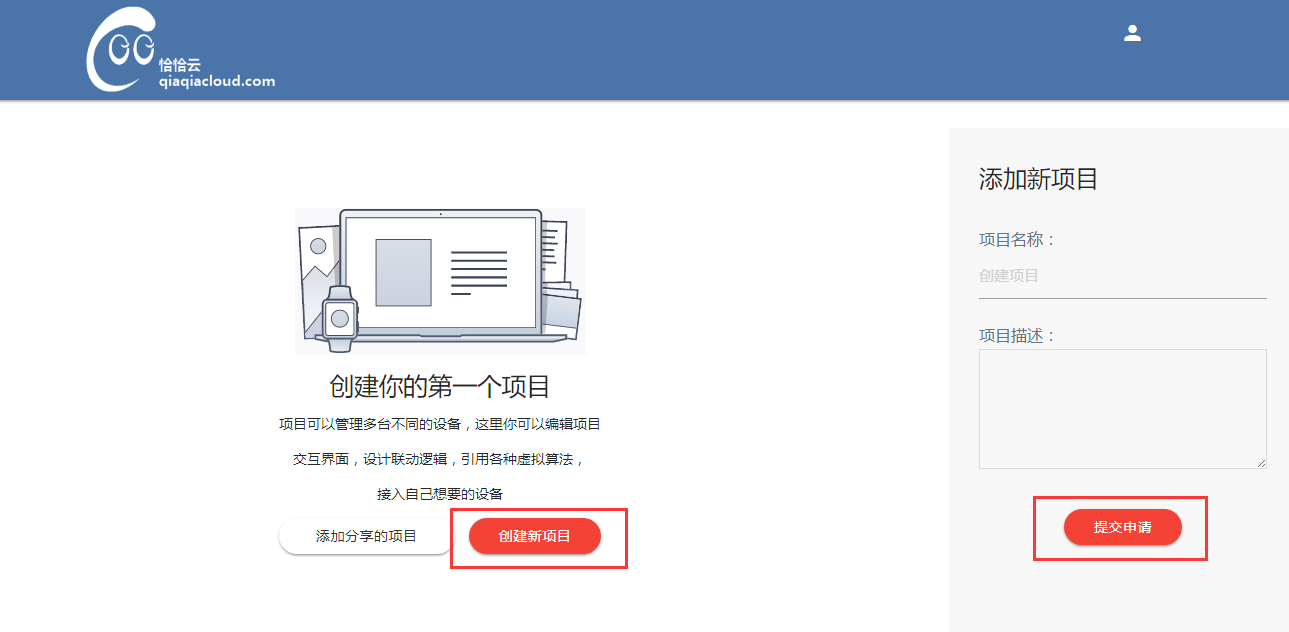 恰恰云
qiaqiacloud.com
创建你的第一个项目
项目可以管理多台不同的设备，这里你可以编辑项目
交互界面，设计联动逻辑，引用各种虚拟算法，
接入自己想要的设备
添加分享的项目
创建新项目
添加新项目
项目名称：
创建项目
项目描述：
提交申请